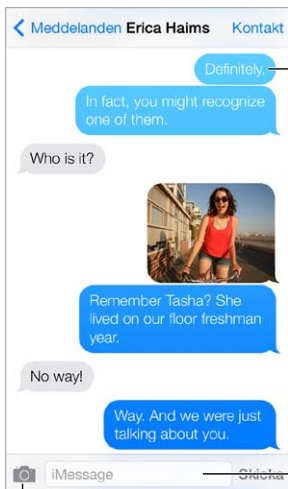 Meddelanden Erica Haims Kontakt
Definitely.
In fact, you might recognize
one of them.
Who is it?
Remember Tasha? She
lived on our floor freshman
year.
No way!
Way. And we were just
talking about you.
iMessage Skicka